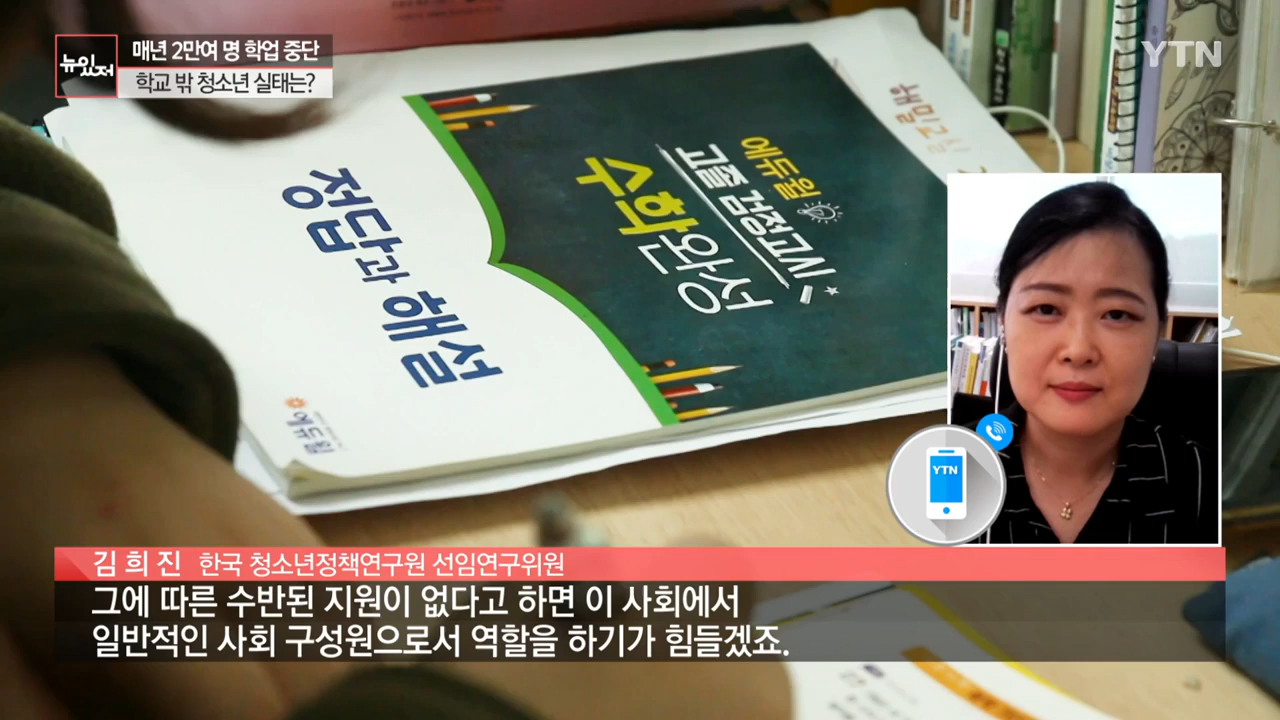 뉴있저
매년 2만여 명 학업 중단
학교 밖 청소년 실태는?
YTN
해밀고검
에듀윌
고졸 검정고시
수학완성
정답과 해설
에듀윌
YTN
김희진 한국 청소년정책연구원 선임연구위원
그에 따른 수반된 지원이 없다고 하면 이 사회에서
일반적인 사회 구성원으로서 역할을 하기가 힘들겠죠.